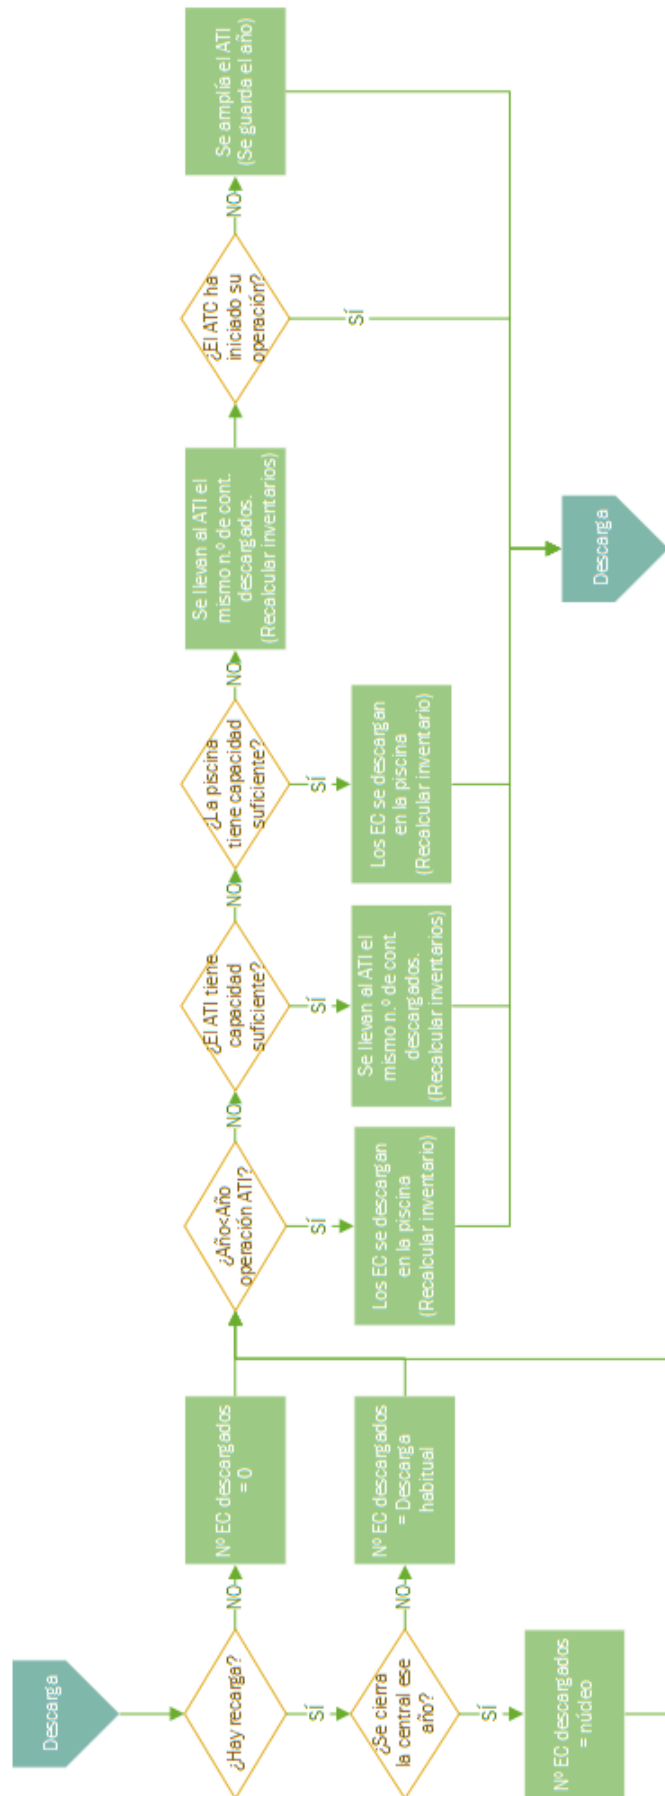 Descarga
¿Hay recarga?
NO
Nº EC descargados
= 0
SÍ
¿Se cierra
la central ese
año?
NO
Nº EC descargados
= Descarga
habitual
SÍ
Nº EC descargados
= núcleo
¿Año<Año
operación ATI?
SÍ
Los EC se descargan
en la piscina
(Recalcular inventario)
NO
¿El ATI tiene
capacidad
suficiente?
SÍ
Se llevan al ATI el
mismo n.º de cont.
descargados.
(Recalcular inventarios)
NO
¿La piscina
tiene capacidad
suficiente?
SÍ
Los EC se descargan
en la piscina
(Recalcular inventario)
NO
Se llevan al ATI el
mismo n.º de cont.
descargados.
(Recalcular inventarios)
¿El ATC ha
iniciado su
operación?
SÍ
NO
Se amplía el ATI
(Se guarda el año)
Descarga